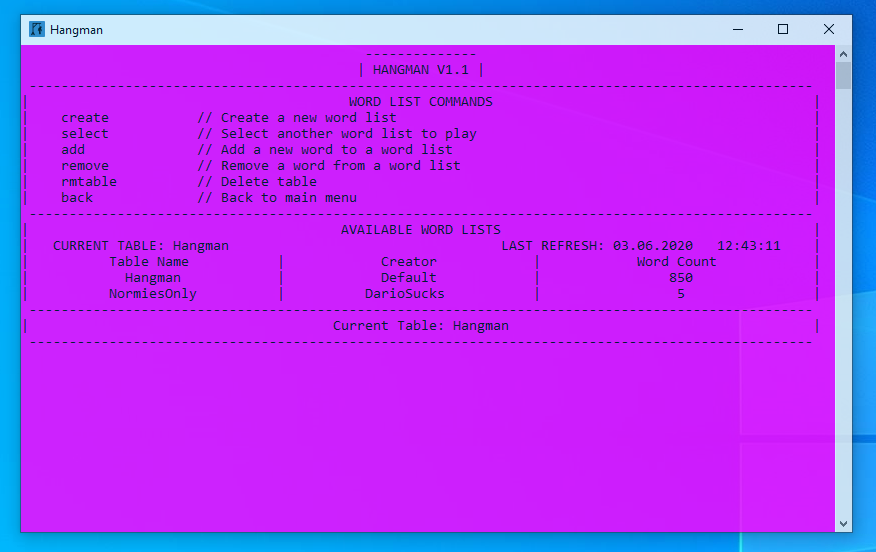 Hangman
--------------
| HANGMAN V1.1 |
--------------------------------------------------------------------------------------------------
| WORD LIST COMMANDS |
| create // Create a new word list |
| select // Select another word list to play |
| add // Add a new word to a word list |
| remove // Remove a word from a word list |
| rmtable // Delete table |
| back // Back to main menu |
--------------------------------------------------------------------------------------------------
| AVAILABLE WORD LISTS |
| CURRENT TABLE: Hangman LAST REFRESH: 03.06.2020 12:43:11 |
| Table Name | Creator | Word Count |
| Hangman | Default | 850 |
| NormiesOnly | DarioSucks | 5 |
--------------------------------------------------------------------------------------------------
| Current Table: Hangman |
--------------------------------------------------------------------------------------------------